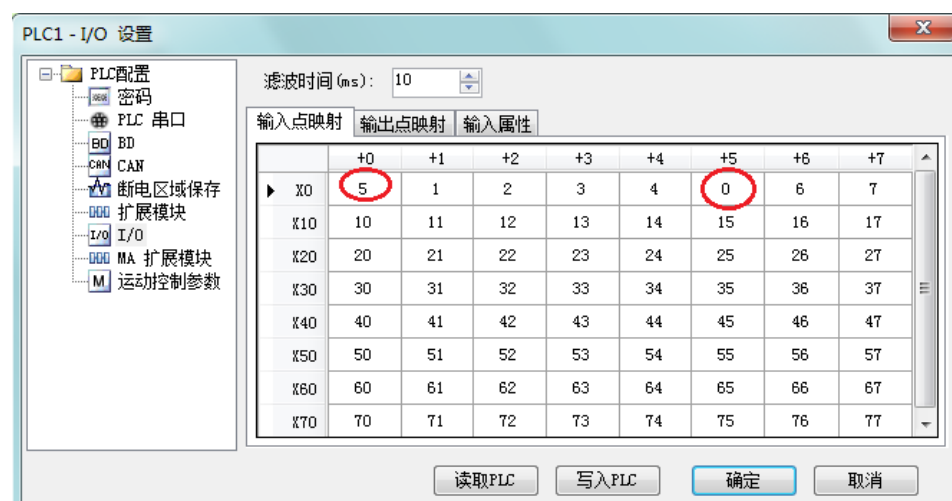 PLC1 - I/O 设置
PLC配置
密码
PLC 串口
BD BD
CAN CAN
断电区域保存
扩展模块
I/O I/O
MA 扩展模块
M 运动控制参数
滤波时间(ms): 10
输入点映射 输出点映射 输入属性
+0 +1 +2 +3 +4 +5 +6 +7
X0 5 1 2 3 4 0 6 7
X10 10 11 12 13 14 15 16 17
X20 20 21 22 23 24 25 26 27
X30 30 31 32 33 34 35 36 37
X40 40 41 42 43 44 45 46 47
X50 50 51 52 53 54 55 56 57
X60 60 61 62 63 64 65 66 67
X70 70 71 72 73 74 75 76 77
读取PLC 写入PLC 确定 取消